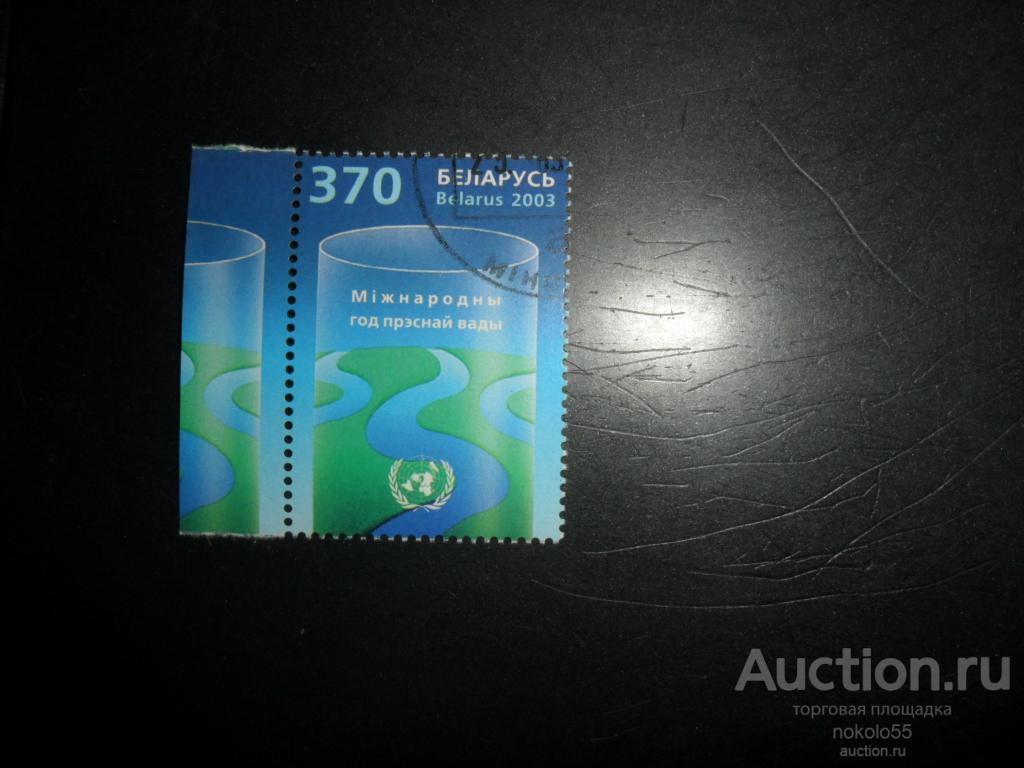 370
БЕЛАРУСЬ
Belarus 2003
Міжнародны
год прэснай вады
Auction.ru
торговая площадка
nokolo55
auction.ru